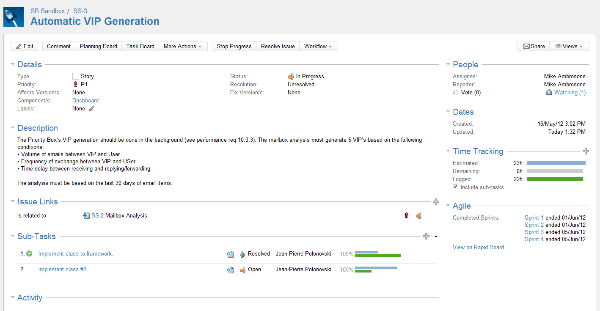 SB Sandbox / SS-3
Automatic VIP Generation
Edit Comment Planning Board Task Board More Actions Stop Progress Resolve Issue Workflow Share Views
Details
Type: Story
Priority: P1
Affects Version/s: None
Component/s: Dashboard
Labels: None
Status: In Progress
Resolution: Unresolved
Fix Version/s: None
Description
The Priority Box's VIP generation should be done in the background (see performance req 10.3.3). The mailbox analysis must generate 5 VIP's based on the following
conditions:
• Volume of emails between VIP and User
• Frequency of exchange between VIP and USer
• Time delay between receiving and replying/forwarding.
The analysis must be based on the last 30 days of email items.
Issue Links
is related to SS-2 Mailbox Analysis
Sub-Tasks
1. Implement class to framework. Resolved Jean-Pierre Polonovski 100%
2. Implement class #2 Open Jean-Pierre Polonovski 100%
Activity
People
Assignee: Mike Ambrosone
Reporter: Mike Ambrosone
Vote (0) Watching (1)
Dates
Created: 15/May/12 3:02 PM
Updated: Today 1:32 PM
Time Tracking
Estimated: 23h
Remaining: 0h
Logged: 22h
Include sub-tasks
Agile
Completed Sprints: Sprint 1 ended 01/Jun/12
Sprint 2 ended 03/Jun/12
Sprint 3 ended 05/Jun/12
Sprint 4 ended 05/Jun/12
View on Rapid Board